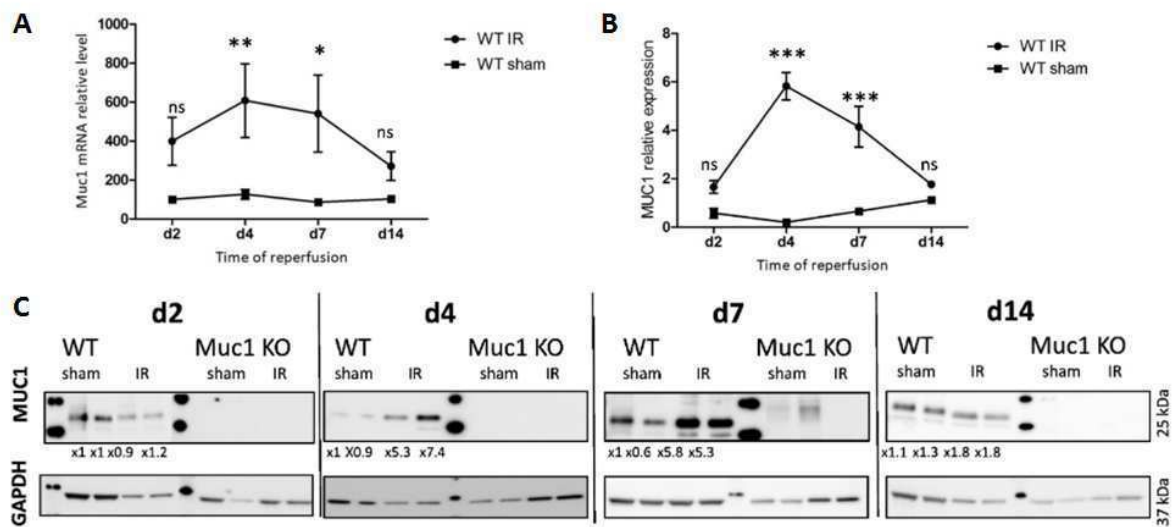 A
1000
800
600
400
200
0
Muc1 mRNA relative level
ns
**
*
ns
WT IR
WT sham
d2 d4 d7 d14
Time of reperfusion
B
8
6
4
2
0
MUC1 relative expression
ns
***
***
ns
WT IR
WT sham
d2 d4 d7 d14
Time of reperfusion
C
d2 d4 d7 d14
WT Muc1 KO WT Muc1 KO WT Muc1 KO WT Muc1 KO
sham IR sham IR sham IR sham IR sham IR sham IR sham IR sham IR
MUC1
25 kDa
x1 x1 x0.9 x1.2 x1 X0.9 x5.3 x7.4 x1 x0.6 x5.8 x5.3 x1.1 x1.3 x1.8 x1.8
GAPDH
37 kDa